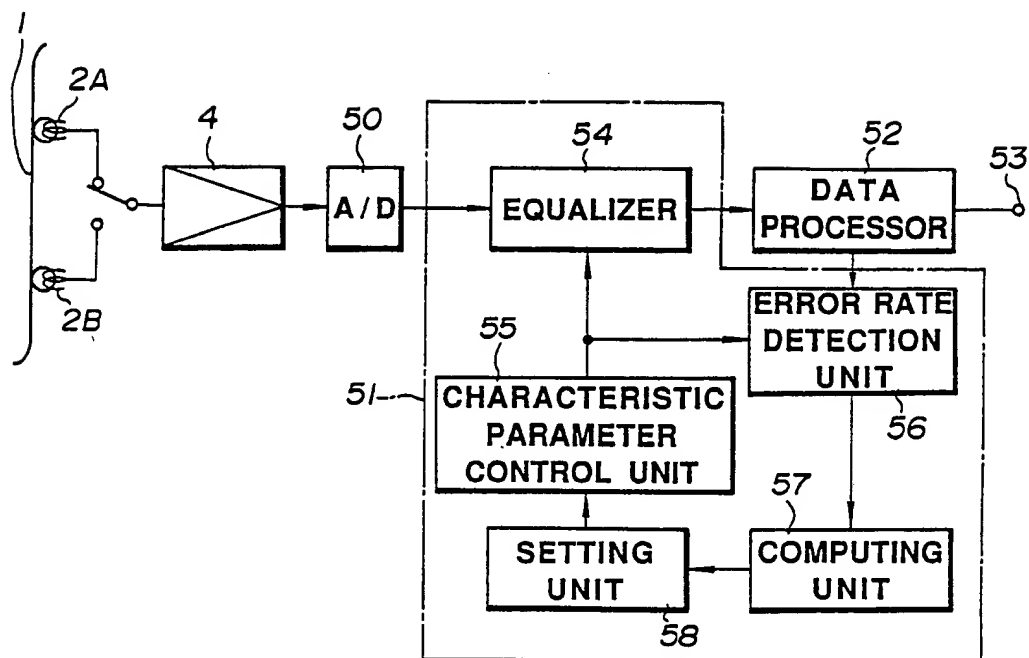 1
2A
4
50
54
52
53
A/D
EQUALIZER
DATA
PROCESSOR
2B
55
ERROR RATE
DETECTION
UNIT
51
CHARACTERISTIC
PARAMETER
CONTROL UNIT
56
57
SETTING
UNIT
COMPUTING
UNIT
58